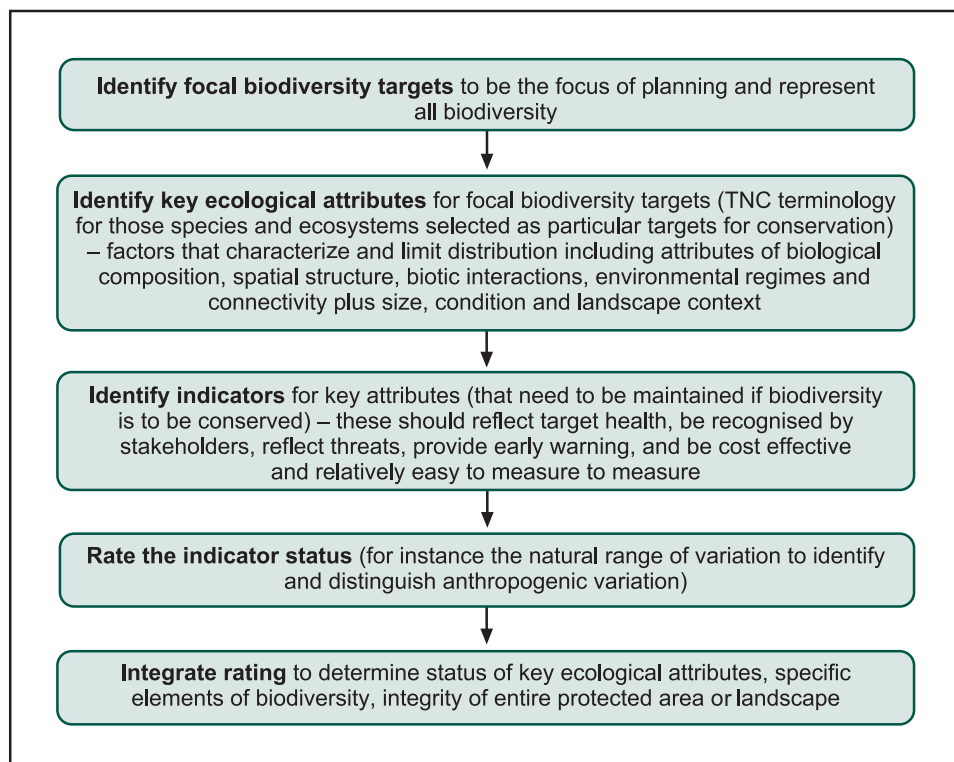 Identify focal biodiversity targets to be the focus of planning and represent
all biodiversity
Identify key ecological attributes for focal biodiversity targets (TNC terminology
for those species and ecosystems selected as particular targets for conservation)
– factors that characterize and limit distribution including attributes of biological
composition, spatial structure, biotic interactions, environmental regimes and
connectivity plus size, condition and landscape context
Identify indicators for key attributes (that need to be maintained if biodiversity
is to be conserved) – these should reflect target health, be recognised by
stakeholders, reflect threats, provide early warning, and be cost effective
and relatively easy to measure to measure
Rate the indicator status (for instance the natural range of variation to identify
and distinguish anthropogenic variation)
Integrate rating to determine status of key ecological attributes, specific
elements of biodiversity, integrity of entire protected area or landscape